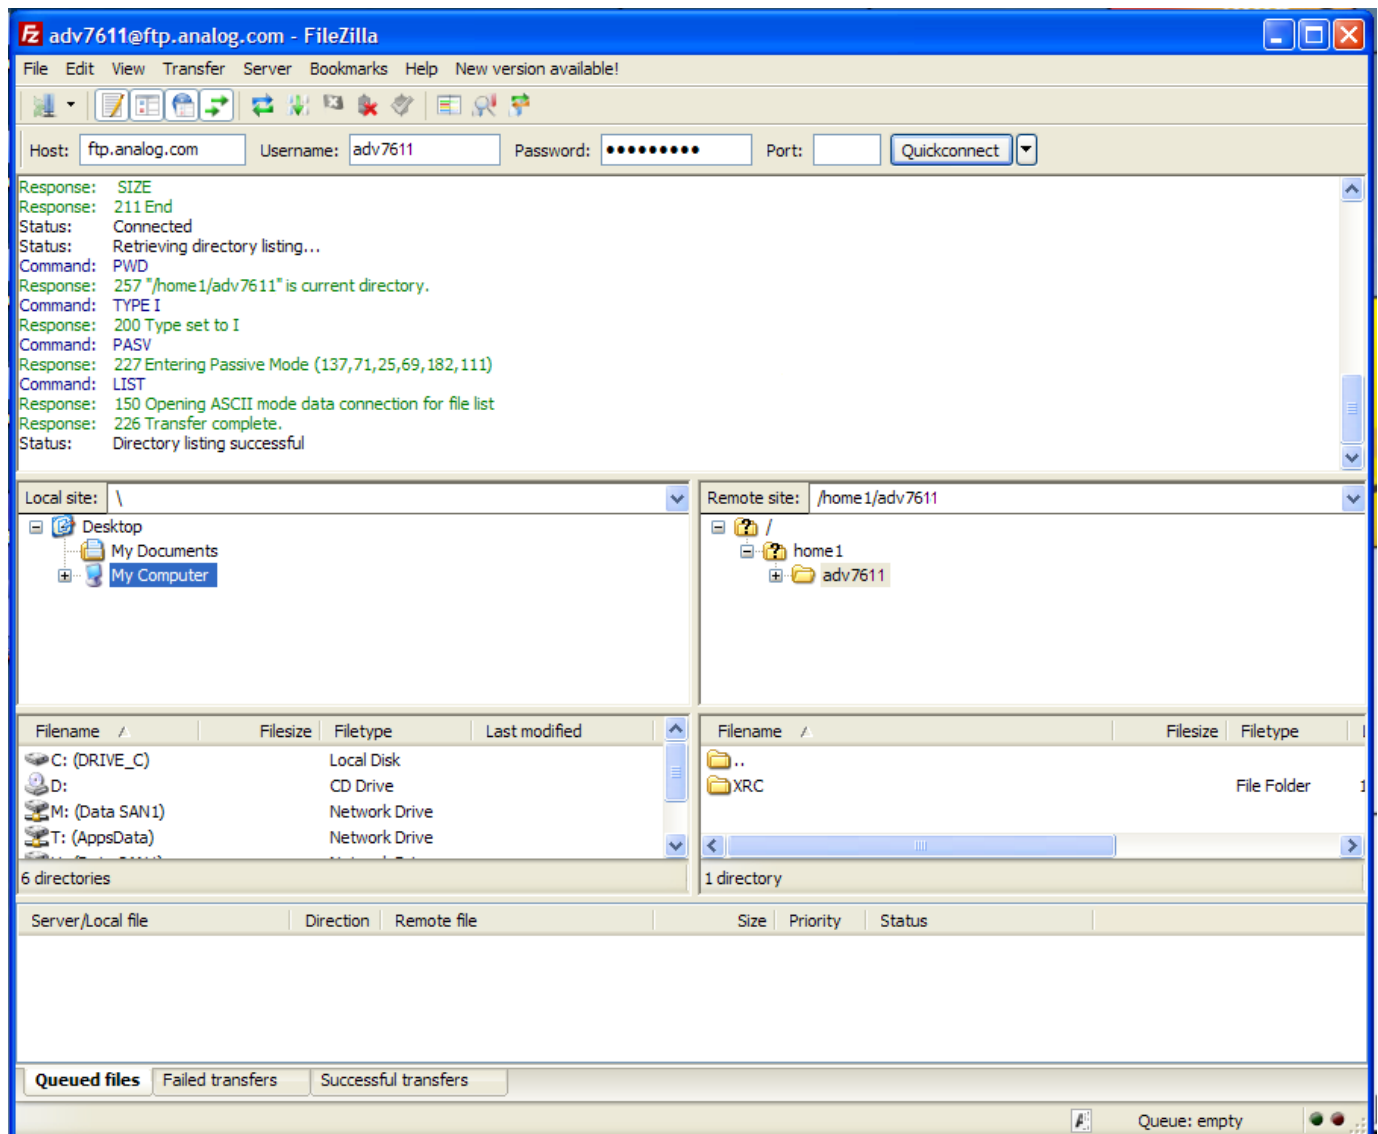 adv7611@ftp.analog.com - FileZilla
File Edit View Transfer Server Bookmarks Help New version available!
Host: ftp.analog.com Username: adv7611 Password: ●●●●●●●●● Port: Quickconnect
Response: SIZE
Response: 211 End
Status: Connected
Status: Retrieving directory listing...
Command: PWD
Response: 257 "/home1/adv7611" is current directory.
Command: TYPE I
Response: 200 Type set to I
Command: PASV
Response: 227 Entering Passive Mode (137,71,25,69,182,111)
Command: LIST
Response: 150 Opening ASCII mode data connection for file list
Response: 226 Transfer complete.
Status: Directory listing successful
Local site: \
Desktop
My Documents
My Computer
Remote site: /home1/adv7611
/
home1
adv7611
Filename Filesize Filetype Last modified
C: (DRIVE_C) Local Disk
D: CD Drive
M: (Data SAN1) Network Drive
T: (AppsData) Network Drive
6 directories
Filename Filesize Filetype
..
XRC File Folder
1 directory
Server/Local file Direction Remote file Size Priority Status
Queued files Failed transfers Successful transfers
Queue: empty